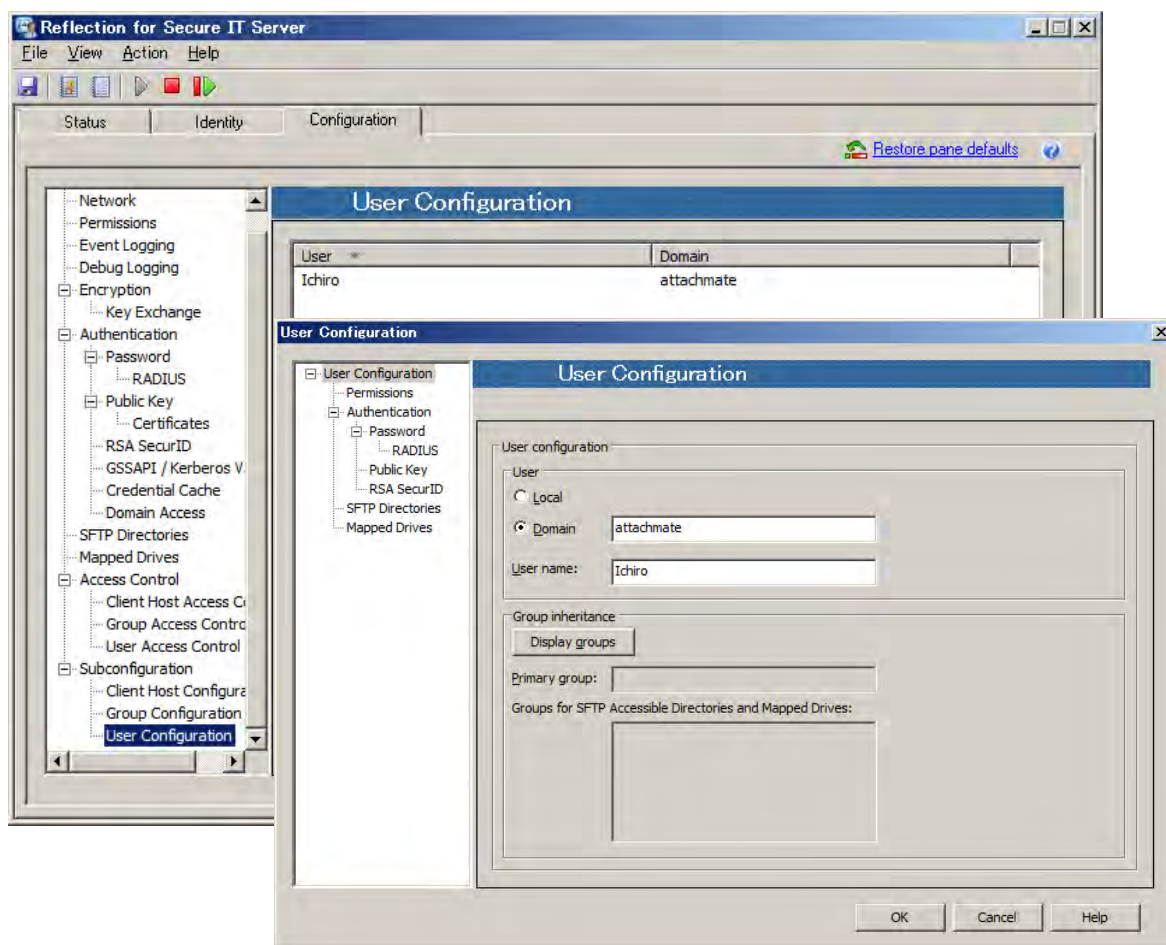 Reflection for Secure IT Server
File View Action Help
Status Identity Configuration
Restore pane defaults
Network
Permissions
Event Logging
Debug Logging
Encryption
Key Exchange
Authentication
Password
RADIUS
Public Key
Certificates
RSA SecurID
GSSAPI / Kerberos V
Credential Cache
Domain Access
SFTP Directories
Mapped Drives
Access Control
Client Host Access C
Group Access Contro
User Access Control
Subconfiguration
Client Host Configura
Group Configuration
User Configuration
User Configuration
User Domain
Ichiro attachmate
User Configuration
User Configuration
Permissions
Authentication
Password
RADIUS
Public Key
RSA SecurID
SFTP Directories
Mapped Drives
User Configuration
User configuration
User
Local
Domain attachmate
User name: Ichiro
Group inheritance
Display groups
Primary group:
Groups for SFTP Accessible Directories and Mapped Drives:
OK Cancel Help